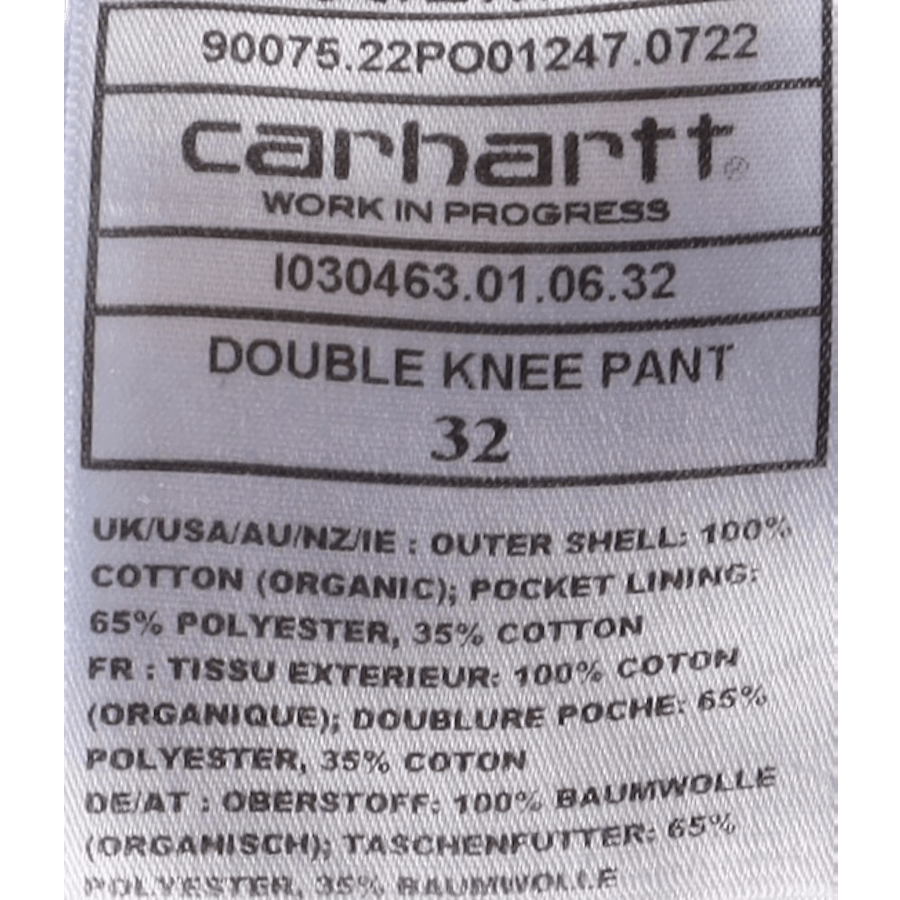 90075.22PO01247.0722
carhartt
WORK IN PROGRESS
I030463.01.06.32
DOUBLE KNEE PANT
32
UK/USA/AU/NZ/IE : OUTER SHELL: 100%
COTTON (ORGANIC); POCKET LINING:
65% POLYESTER, 35% COTTON
FR : TISSU EXTERIEUR: 100% COTON
(ORGANIQUE); DOUBLURE POCHE: 65%
POLYESTER, 35% COTON
DE/AT : OBERSTOFF: 100% BAUMWOLLE
(ORGANISCH); TASCHENFUTTER: 65%
POLYESTER, 35% BAUMWOLLE